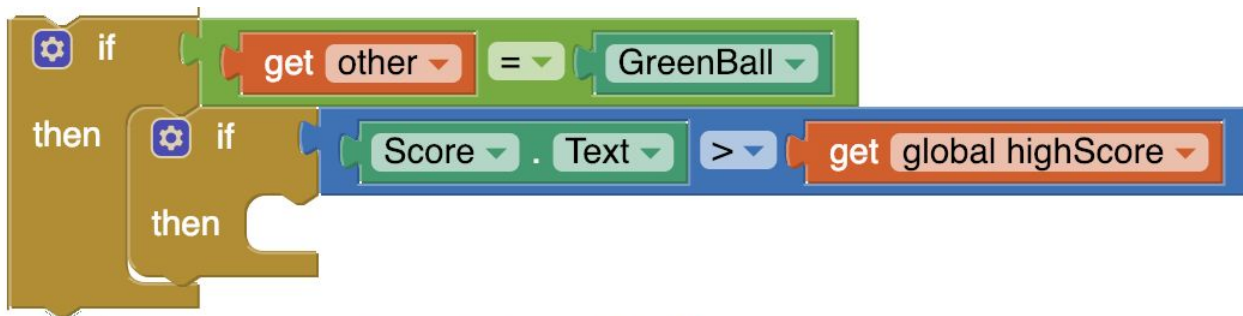 if get other = GreenBall
then if Score . Text > get global highScore
then